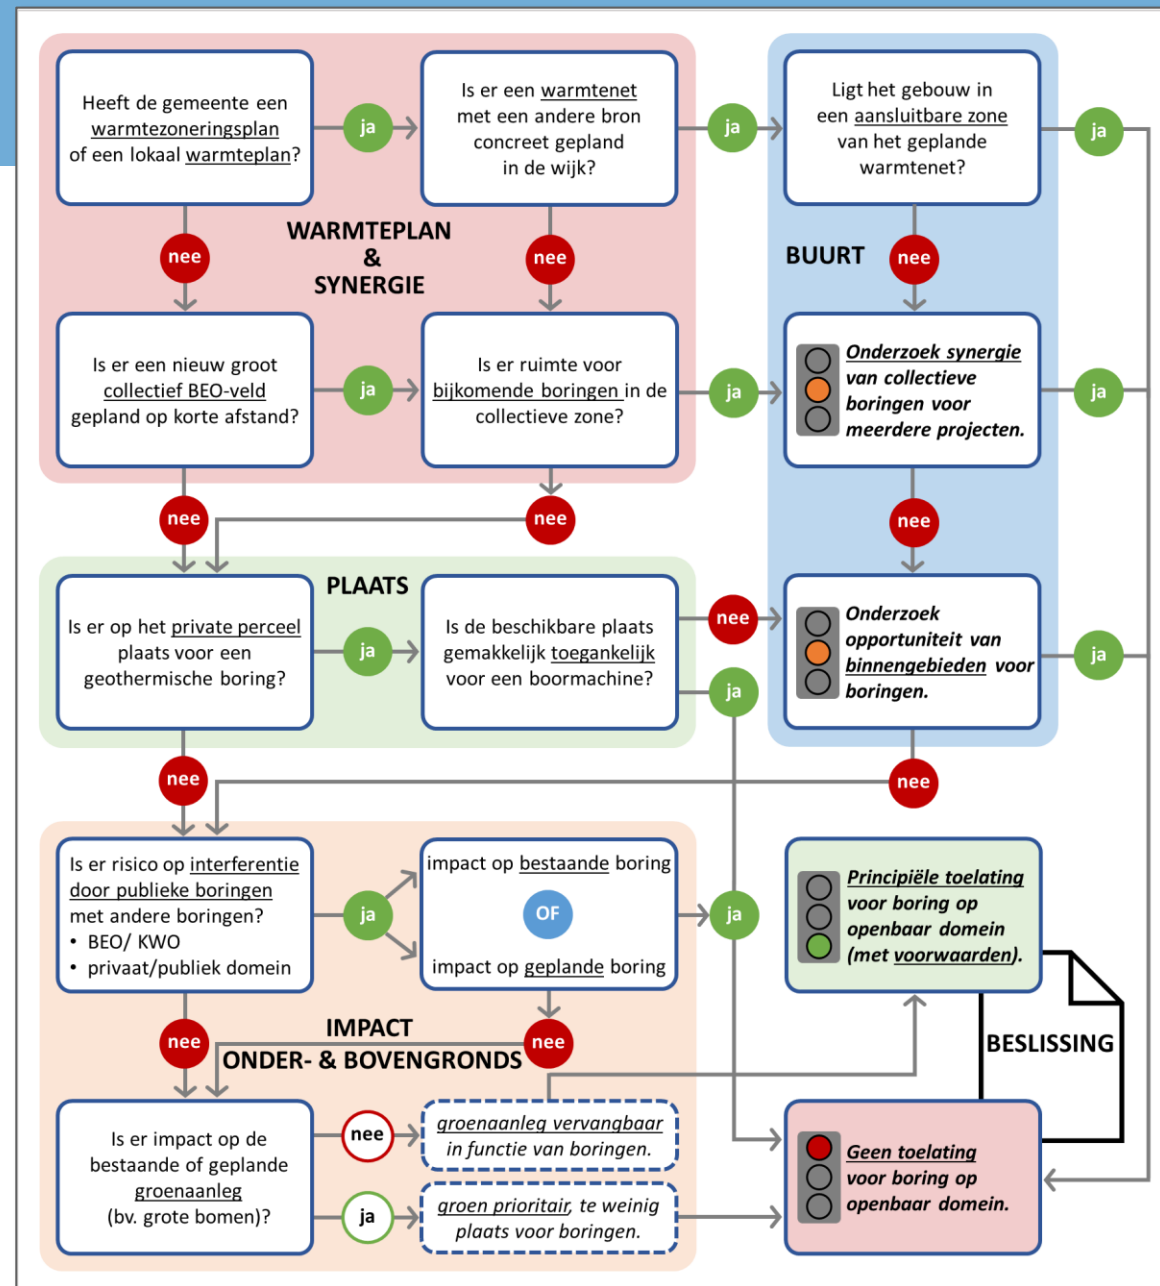 Heeft de gemeente een
warmtezoneringsplan
of een lokaal warmteplan?
ja
Is er een warmtenet
met een andere bron
concreet gepland
in de wijk?
ja
Ligt het gebouw in
een aansluitbare zone
van het geplande
warmtenet?
ja
nee
WARMTEPLAN
&
SYNERGIE
nee
BUURT
nee
Is er een nieuw groot
collectief BEO-veld
gepland op korte afstand?
ja
Is er ruimte voor
bijkomende boringen in de
collectieve zone?
ja
Onderzoek synergie
van collectieve
boringen voor
meerdere projecten.
ja
nee
nee
nee
PLAATS
Is er op het private perceel
plaats voor een
geothermische boring?
ja
Is de beschikbare plaats
gemakkelijk toegankelijk
voor een boormachine?
nee
ja
Onderzoek
opportuniteit van
binnengebieden voor
boringen.
ja
nee
nee
Is er risico op interferentie
door publieke boringen
met andere boringen?
• BEO/ KWO
• privaat/publiek domein
ja
impact op bestaande boring
OF
impact op geplande boring
ja
Principiële toelating
voor boring op
openbaar domein
(met voorwaarden).
nee
IMPACT
ONDER- & BOVENGRONDS
nee
BESLISSING
Is er impact op de
bestaande of geplande
groenaanleg
(bv. grote bomen)?
nee
groenaanleg vervangbaar
in functie van boringen.
ja
groen prioritair, te weinig
plaats voor boringen.
Geen toelating
voor boring op
openbaar domein.